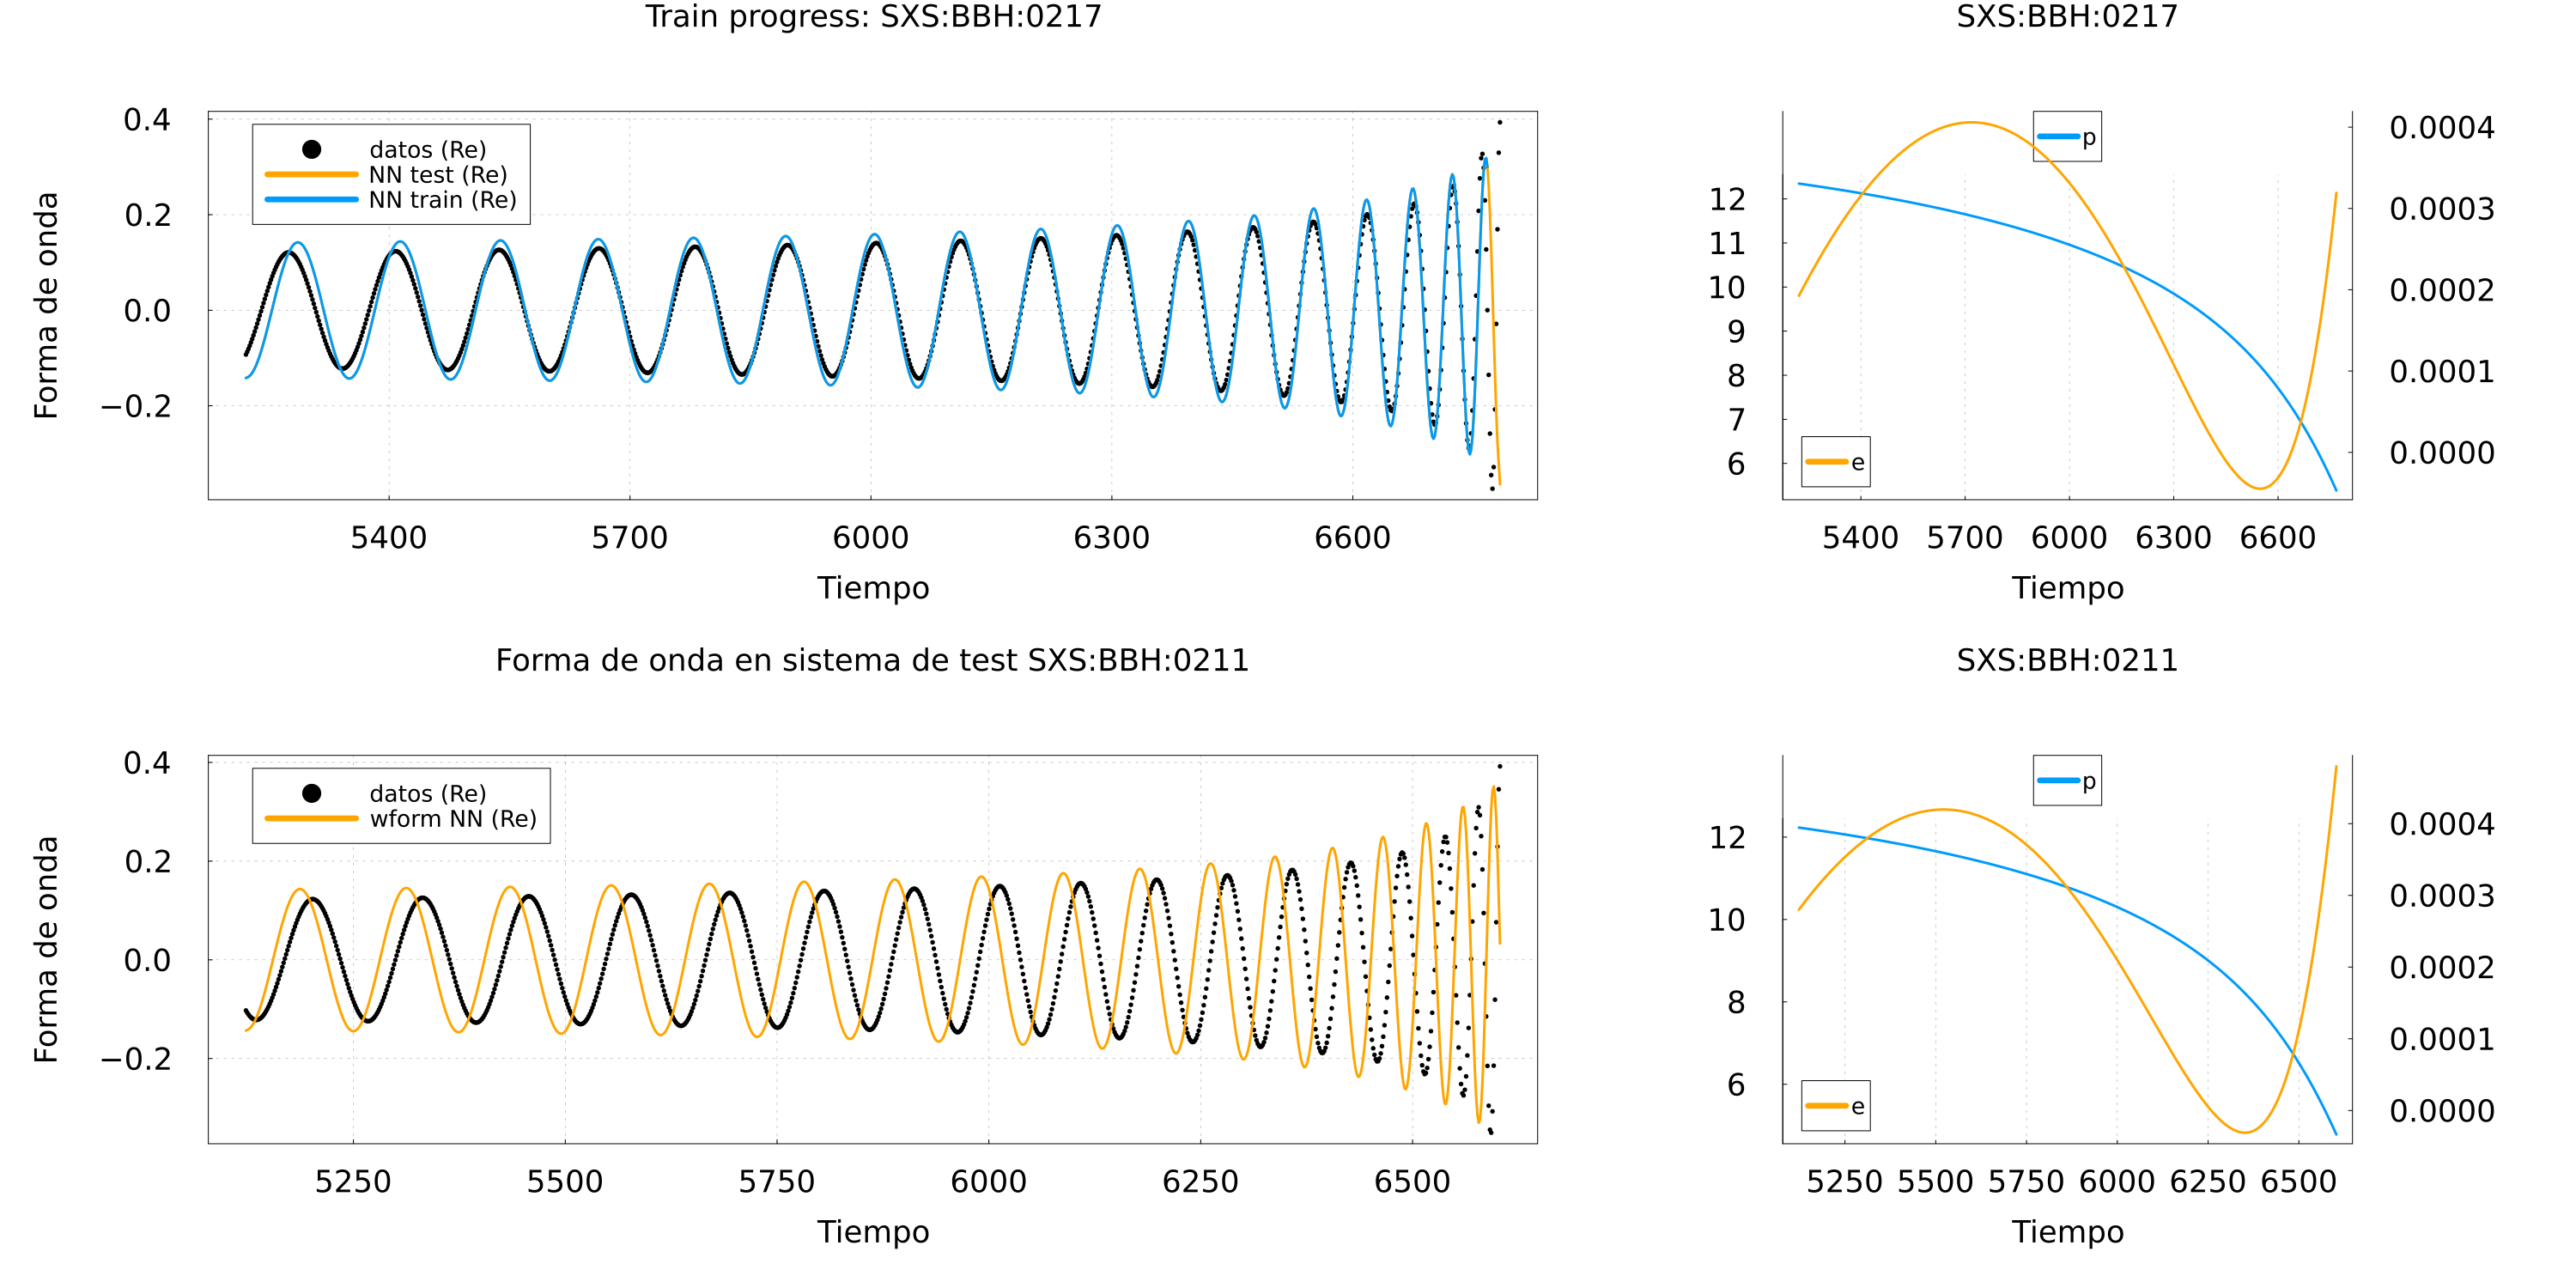 Train progress: SXS:BBH:0217
0.4
0.2
0.0
−0.2
Forma de onda
datos (Re)
NN test (Re)
NN train (Re)
5400 5700 6000 6300 6600
Tiempo
SXS:BBH:0217
12
11
10
9
8
7
6
p
e
0.0004
0.0003
0.0002
0.0001
0.0000
5400 5700 6000 6300 6600
Tiempo
Forma de onda en sistema de test SXS:BBH:0211
0.4
0.2
0.0
−0.2
Forma de onda
datos (Re)
wform NN (Re)
5250 5500 5750 6000 6250 6500
Tiempo
SXS:BBH:0211
12
10
8
6
p
e
0.0004
0.0003
0.0002
0.0001
0.0000
5250 5500 5750 6000 6250 6500
Tiempo